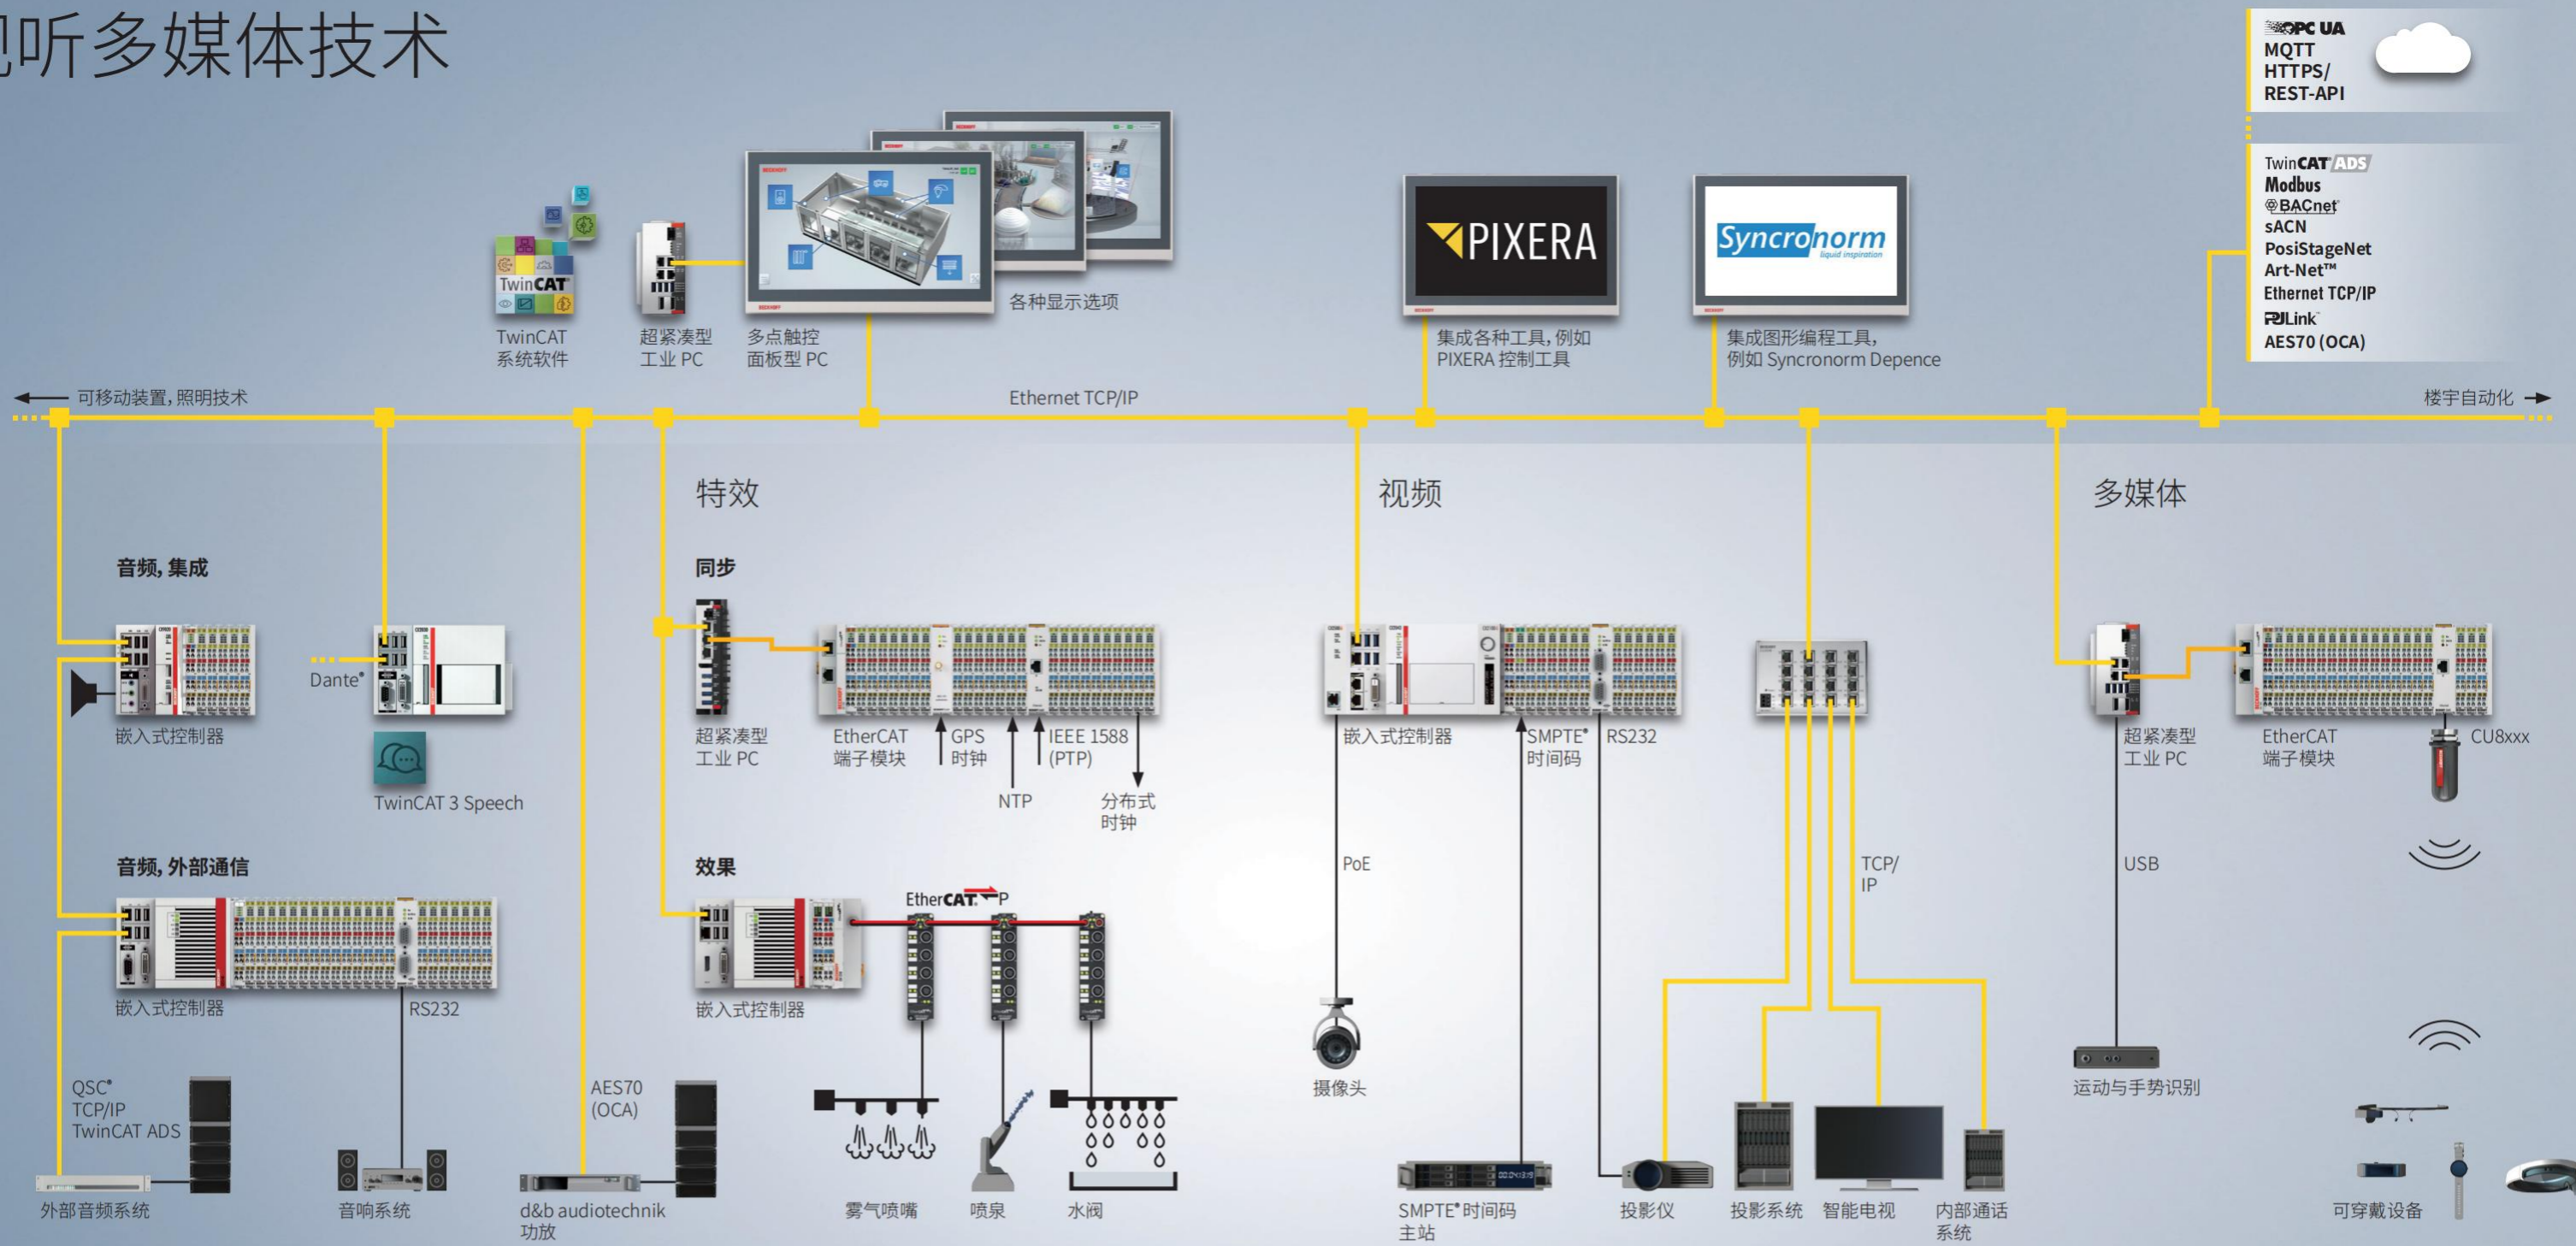 视听多媒体技术
OPC UA
MQTT
HTTPS/
REST-API
TwinCAT ADS
Modbus
BACnet
sACN
PosiStageNet
Art-Net™
Ethernet TCP/IP
PJLink
AES70 (OCA)
TwinCAT
TwinCAT
系统软件
超紧凑型
工业 PC
BECKHOFF
BECKHOFF
BECKHOFF
BECKHOFF
多点触控
面板型 PC
各种显示选项
PIXERA
集成各种工具, 例如
PIXERA 控制工具
Syncronorm
liquid inspiration
集成图形编程工具,
例如 Syncronorm Depence
可移动装置, 照明技术
Ethernet TCP/IP
楼宇自动化
特效
视频
多媒体
音频, 集成
嵌入式控制器
Dante®
TwinCAT 3 Speech
同步
超紧凑型
工业 PC
EtherCAT
端子模块
GPS
时钟
NTP
IEEE 1588
(PTP)
分布式
时钟
嵌入式控制器
SMPTE®
时间码
RS232
超紧凑型
工业 PC
EtherCAT
端子模块
CU8xxx
音频, 外部通信
嵌入式控制器
RS232
QSC®
TCP/IP
TwinCAT ADS
外部音频系统
音响系统
AES70
(OCA)
d&b audiotechnik
功放
效果
EtherCAT P
嵌入式控制器
雾气喷嘴
喷泉
水阀
PoE
摄像头
SMPTE® 时间码
主站
投影仪
TCP/
IP
投影系统
智能电视
内部通话
系统
USB
运动与手势识别
可穿戴设备